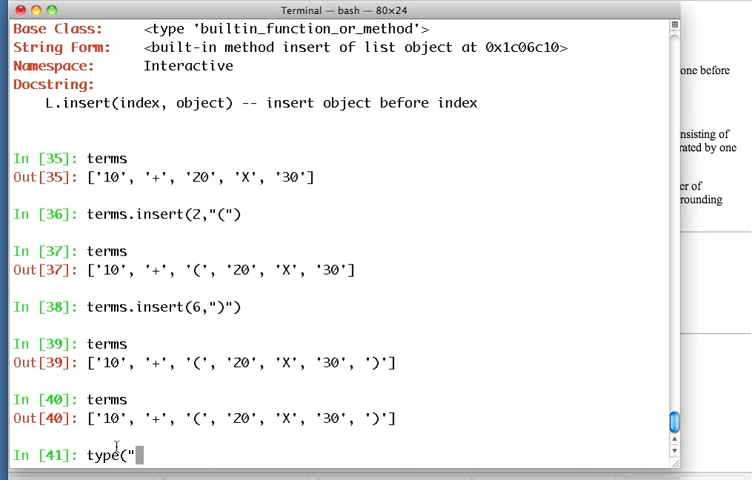 Terminal — bash — 80×24
Base Class:    <type 'builtin_function_or_method'>
String Form:   <built-in method insert of list object at 0x1c06c10>
Namespace:     Interactive
Docstring:
    L.insert(index, object) -- insert object before index
In [35]: terms
Out[35]: ['10', '+', '20', 'X', '30']
In [36]: terms.insert(2,"(")
In [37]: terms
Out[37]: ['10', '+', '(', '20', 'X', '30']
In [38]: terms.insert(6,")")
In [39]: terms
Out[39]: ['10', '+', '(', '20', 'X', '30', ')']
In [40]: terms
Out[40]: ['10', '+', '(', '20', 'X', '30', ')']
In [41]: type("
one before
nsisting of
rated by one
er of
rounding